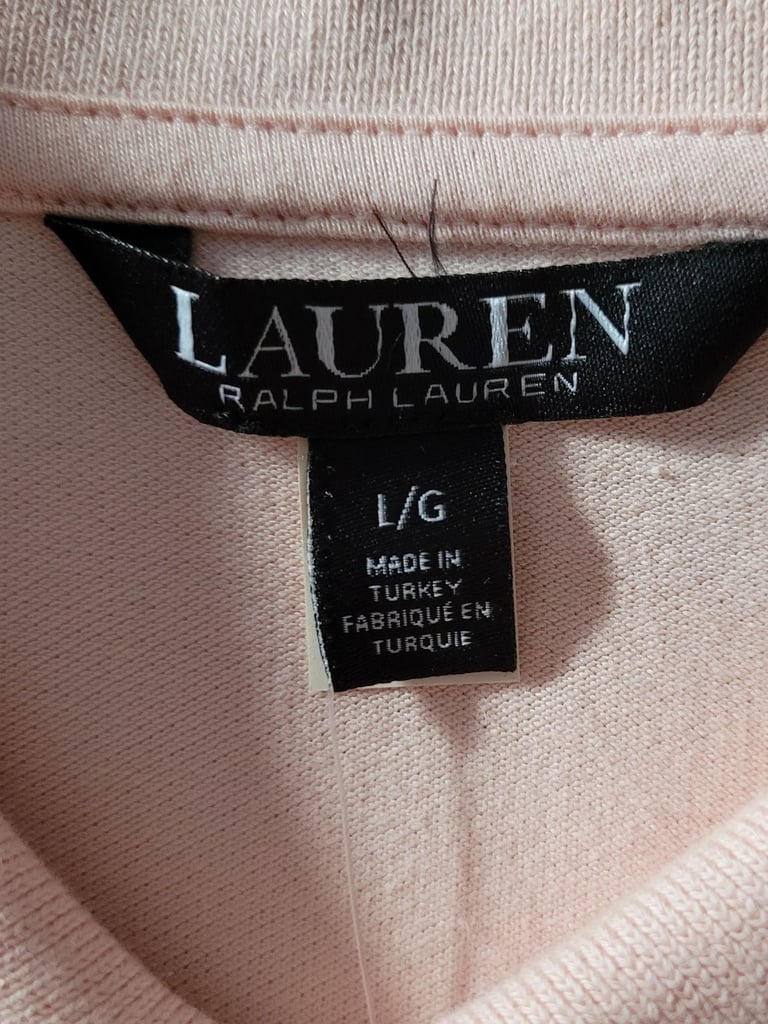 LAUREN
RALPH LAUREN
L/G
MADE IN
TURKEY
FABRIQUÉ EN
TURQUIE